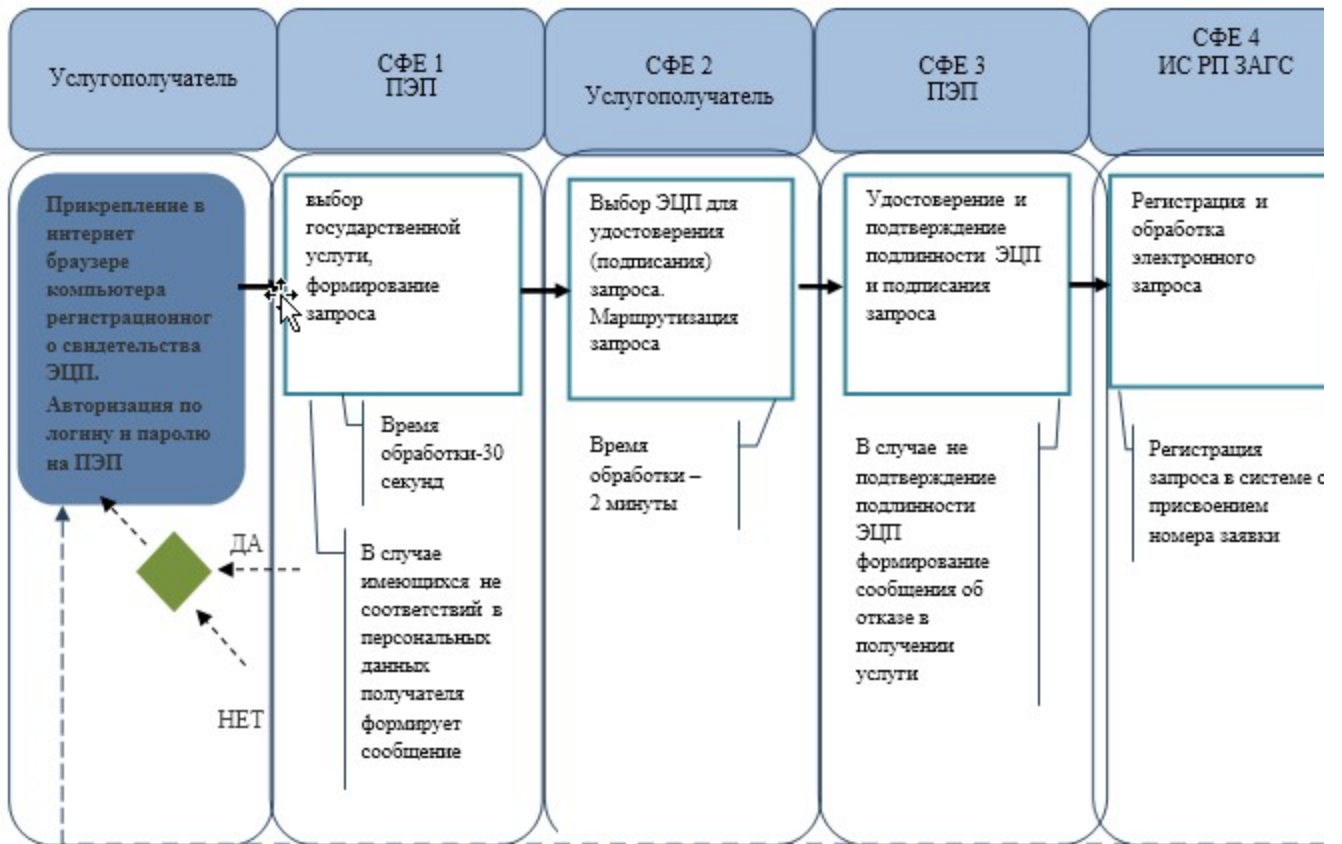 Услугополучатель
СФЕ 1
ПЭП
СФЕ 2
Услугополучатель
СФЕ 3
ПЭП
СФЕ 4
ИС РП ЗАГС
Прикрепление в
интернет
браузере
компьютера
регистрационног
о свидетельства
ЭЦП.
Авторизация по
логину и паролю
на ПЭП
выбор
государственной
услуги,
формирование
запроса
Выбор ЭЦП для
удостоверения
(подписания)
запроса.
Маршрутизация
запроса
Удостоверение и
подтверждение
подлинности ЭЦП
и подписания
запроса
Регистрация и
обработка
электронного
запроса
Время
обработки-30
секунд
Время
обработки –
2 минуты
В случае не
подтверждение
подлинности
ЭЦП
формирование
сообщения об
отказе в
получении
услуги
Регистрация
запроса в системе с
присвоением
номера заявки
ДА
В случае
имеющихся не
соответствий в
персональных
данных
получателя
формирует
сообщение
НЕТ